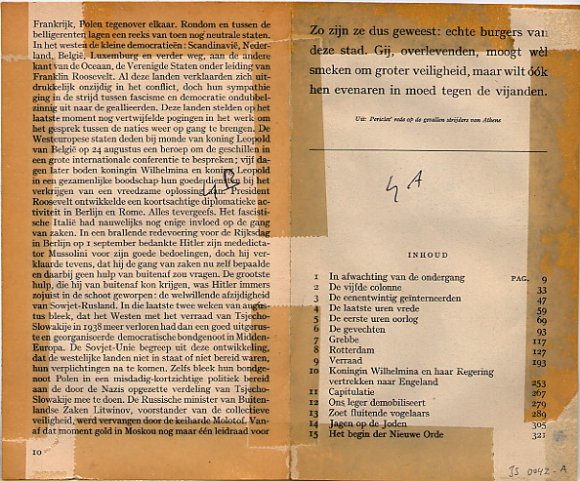 Frankrijk, Polen tegenover elkaar. Rondom en tussen de
belligerenten lagen een reeks van toen nog neutrale staten.
In het westen de kleine democratieën: Scandinavië, Neder-
land, België, Luxemburg en verder weg, aan de andere
kant van de Oceaan, de Verenigde Staten onder leiding van
Franklin Roosevelt. Al deze landen verklaarden zich uit-
drukkelijk onzijdig in het conflict, doch hun sympathie
ging in de strijd tussen fascisme en democratie ondubbel-
zinnig uit naar de geallieerden. Deze landen stelden op het
laatste moment nog vertwijfelde pogingen in het werk om
het gesprek tussen de naties weer op gang te brengen. De
Westeuropese staten deden bij monde van koning Leopold
van België op 24 augustus een beroep om de geschillen in
een grote internationale conferentie te bespreken; vijf da-
gen later boden koningin Wilhelmina en koning Leopold
in een gezamenlijke boodschap hun goede diensten bij het
verkrijgen van een vreedzame oplossing aan. President
Roosevelt ontwikkelde een koortsachtige diplomatieke ac-
tiviteit in Berlijn en Rome. Alles tevergeefs. Het fascisti-
sche Italië had nauwelijks nog enige invloed op de gang
van zaken. In een brallende redevoering voor de Rijksdag
in Berlijn op 1 september bedankte Hitler zijn mededicta-
tor Mussolini voor zijn goede bedoelingen, doch hij ver-
klaarde tevens, dat hij de gang van zaken nu zelf bepaalde
en daarbij geen hulp van buitenaf zou vragen. De grootste
hulp, die hij van buitenaf kon krijgen, was Hitler immers
zojuist in de schoot geworpen: de welwillende afzijdigheid
van Sowjet-Rusland. In die laatste twee weken van augus-
tus bleek, dat het Westen met het verraad van Tsjecho-
Slowakije in 1938 meer verloren had dan een goed uitgerus-
te en georganiseerde democratische bondgenoot in Midden-
Europa. De Sovjet-Unie begreep uit deze ontwikkeling,
dat de westelijke landen niet in staat of niet bereid waren,
hun verplichtingen na te komen. Zelfs bleek hun bondge-
noot Polen in een misdadig-kortzichtige politiek bereid
aan de door de Nazis opgezette verdeling van Tsjecho-
Slowakije mee te doen. De Russische minister van Buiten-
landse Zaken Litwinov, voorstander van de collectieve
veiligheid, werd vervangen door de keiharde Molotof. Van-
af dat moment gold in Moskou nog maar één leidraad voor
10
Zo zijn ze dus geweest: echte burgers van
deze stad. Gij, overlevenden, moogt wèl
smeken om groter veiligheid, maar wilt óók
hen evenaren in moed tegen de vijanden.
Uit: Pericles' rede op de gevallen strijders van Athene
INHOUD
1 In afwachting van de ondergang PAG. 9
2 De vijfde colonne 33
3 De eenentwintig geïnterneerden 47
4 De laatste uren vrede 59
5 De eerste uren oorlog 69
6 De gevechten 93
7 Grebbe 117
8 Rotterdam 127
9 Verraad 193
10 Koningin Wilhelmina en haar Regering
vertrekken naar Engeland 253
11 Capitulatie 267
12 Ons leger demobiliseert 279
13 Zoet fluitende vogelaars 289
14 Jagen op de Joden 305
15 Het begin der Nieuwe Orde 321
JS 0042-A